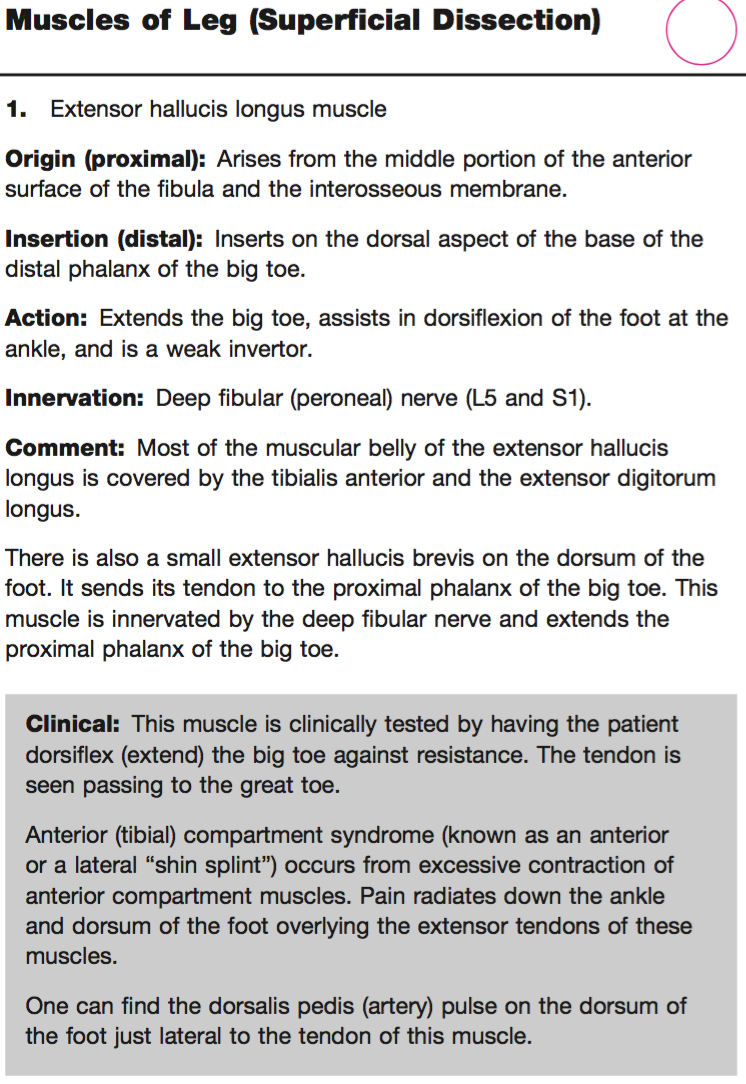 Muscles of Leg (Superficial Dissection)
1. Extensor hallucis longus muscle
Origin (proximal): Arises from the middle portion of the anterior
surface of the fibula and the interosseous membrane.
Insertion (distal): Inserts on the dorsal aspect of the base of the
distal phalanx of the big toe.
Action: Extends the big toe, assists in dorsiflexion of the foot at the
ankle, and is a weak invertor.
Innervation: Deep fibular (peroneal) nerve (L5 and S1).
Comment: Most of the muscular belly of the extensor hallucis
longus is covered by the tibialis anterior and the extensor digitorum
longus.
There is also a small extensor hallucis brevis on the dorsum of the
foot. It sends its tendon to the proximal phalanx of the big toe. This
muscle is innervated by the deep fibular nerve and extends the
proximal phalanx of the big toe.
Clinical: This muscle is clinically tested by having the patient
dorsiflex (extend) the big toe against resistance. The tendon is
seen passing to the great toe.
Anterior (tibial) compartment syndrome (known as an anterior
or a lateral “shin splint”) occurs from excessive contraction of
anterior compartment muscles. Pain radiates down the ankle
and dorsum of the foot overlying the extensor tendons of these
muscles.
One can find the dorsalis pedis (artery) pulse on the dorsum of
the foot just lateral to the tendon of this muscle.